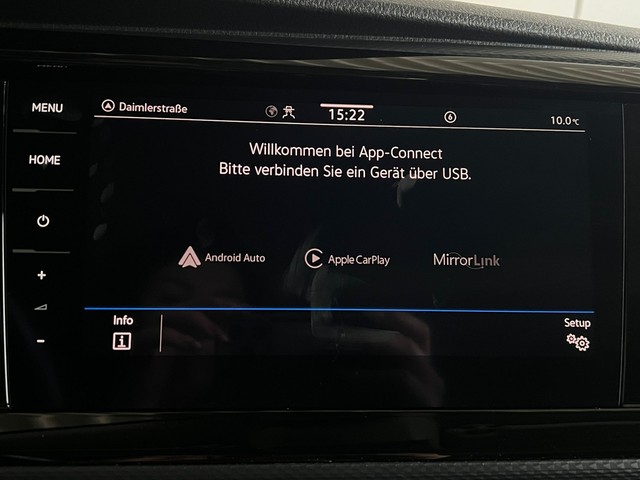 MENU
Daimlerstraße
15:22
6
10.0 °C
HOME
Willkommen bei App-Connect
Bitte verbinden Sie ein Gerät über USB.
+
Android Auto
Apple CarPlay
MirrorLink
-
Info
i
Setup